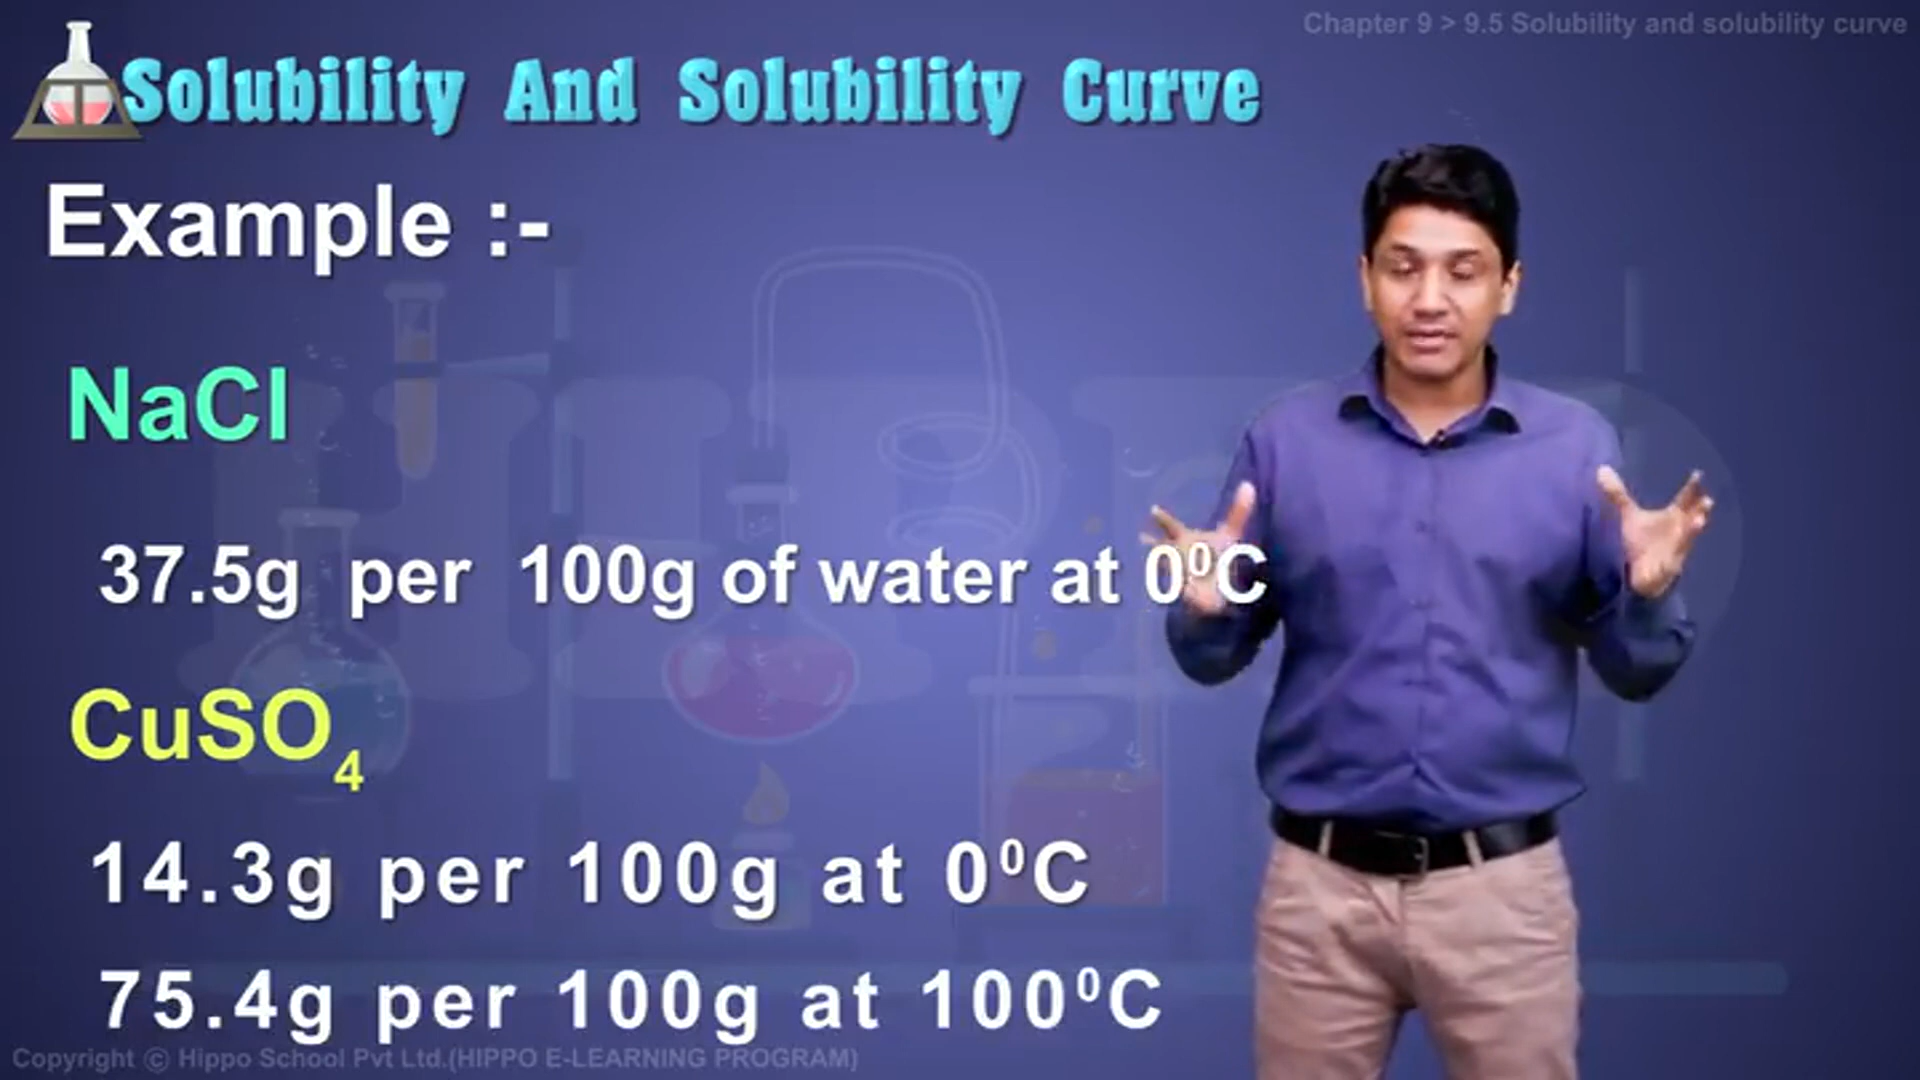 Chapter 9 > 9.5 Solubility and solubility curve
Solubility And Solubility Curve
Example :-
NaCl
37.5g per 100g of water at 0⁰C
CuSO₄
14.3g per 100g at 0⁰C
75.4g per 100g at 100⁰C
Copyright © Hippo School Pvt Ltd.(HIPPO E-LEARNING PROGRAM)